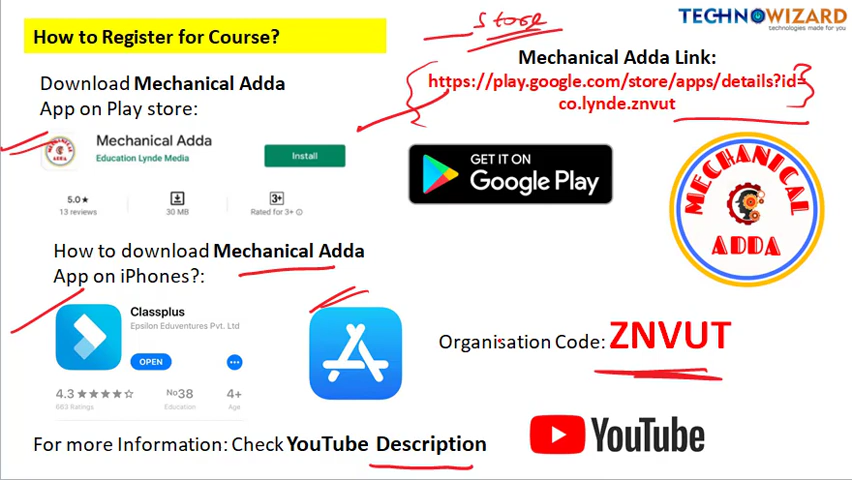 Store
TECHNOWIZARD
technologies made for you
How to Register for Course?
Mechanical Adda Link:
https://play.google.com/store/apps/details?id=
co.lynde.znvut
Download Mechanical Adda
App on Play store:
Mechanical Adda
Education Lynde Media
Install
MECHANICAL
ADDA
5.0★
13 reviews
30 MB
3+
Rated for 3+
GET IT ON
Google Play
MECHANICAL
ADDA
How to download Mechanical Adda
App on iPhones?:
Classplus
Epsilon Eduventures Pvt. Ltd
OPEN
4.3 ★★★★☆
663 Ratings
No38
Education
4+
Age
Organisation Code: ZNVUT
For more Information: Check YouTube Description
YouTube